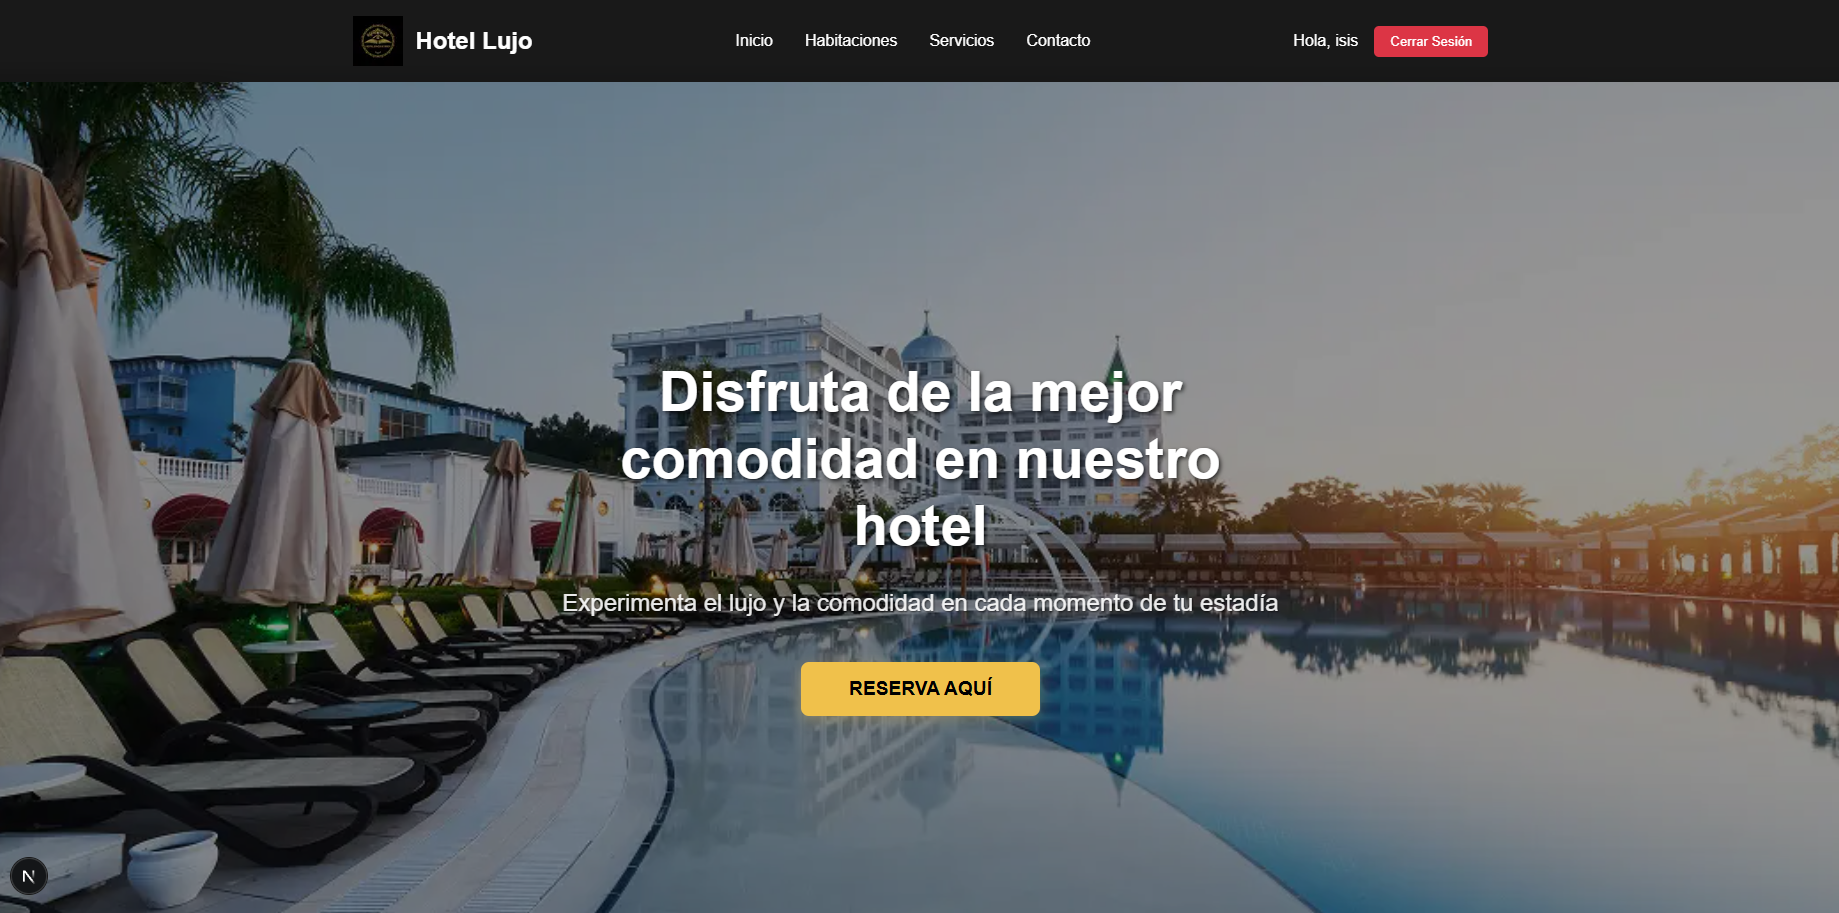 Hotel Lujo
Inicio
Habitaciones
Servicios
Contacto
Hola, isis
Cerrar Sesión
Disfruta de la mejor
comodidad en nuestro
hotel
Experimenta el lujo y la comodidad en cada momento de tu estadía
RESERVA AQUÍ
N